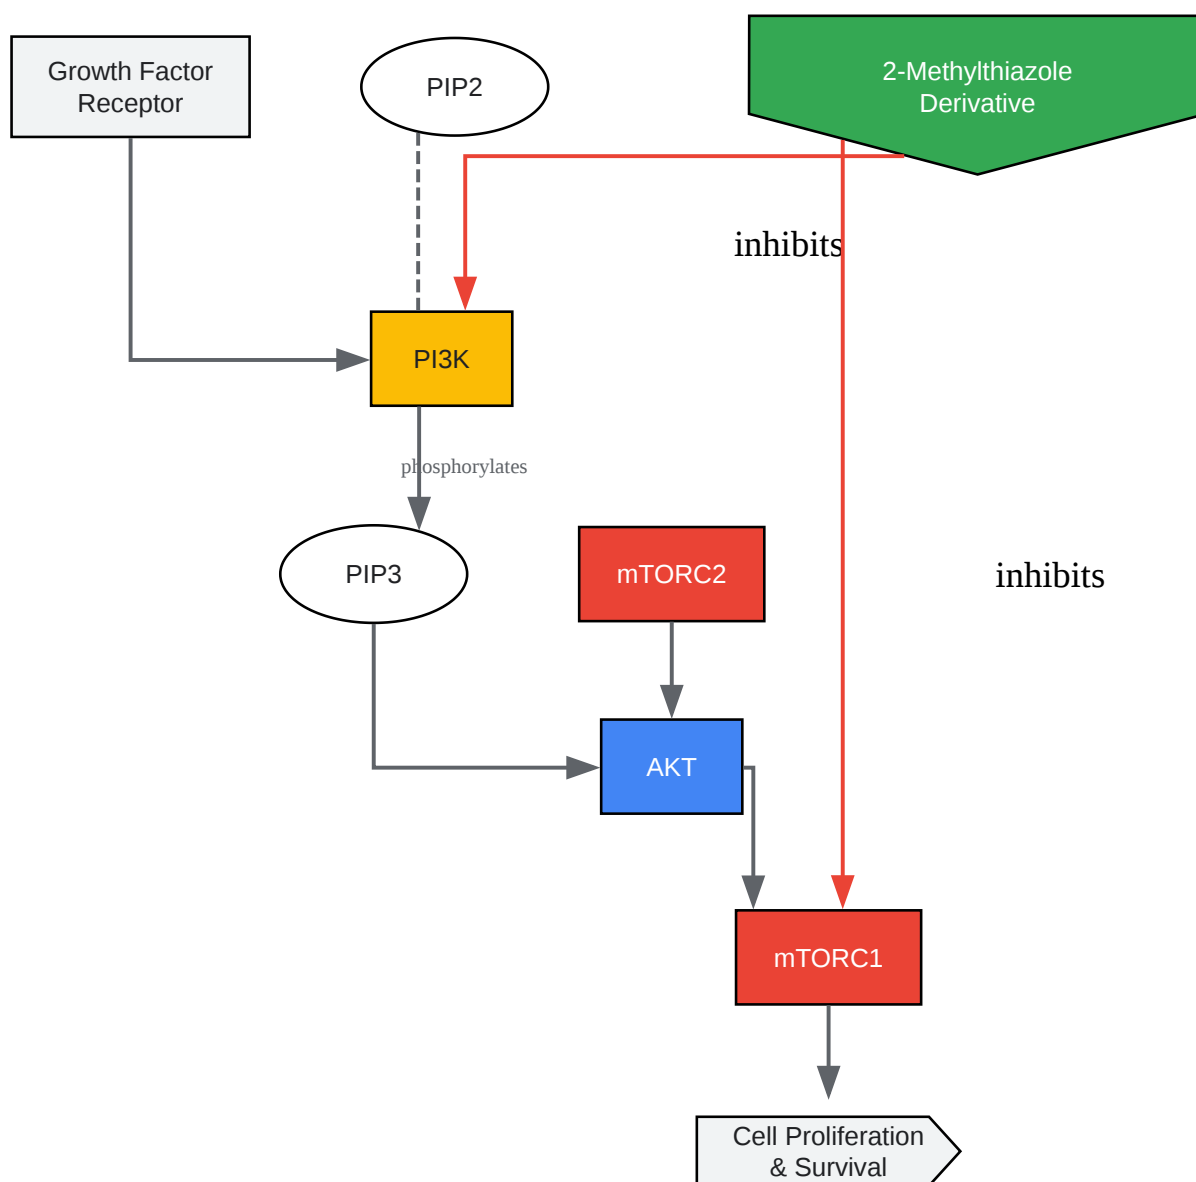 Growth Factor
Receptor
PIP2
2-Methylthiazole
Derivative
inhibits
PI3K
phosphorylates
PIP3
mTORC2
inhibits
AKT
mTORC1
Cell Proliferation
& Survival